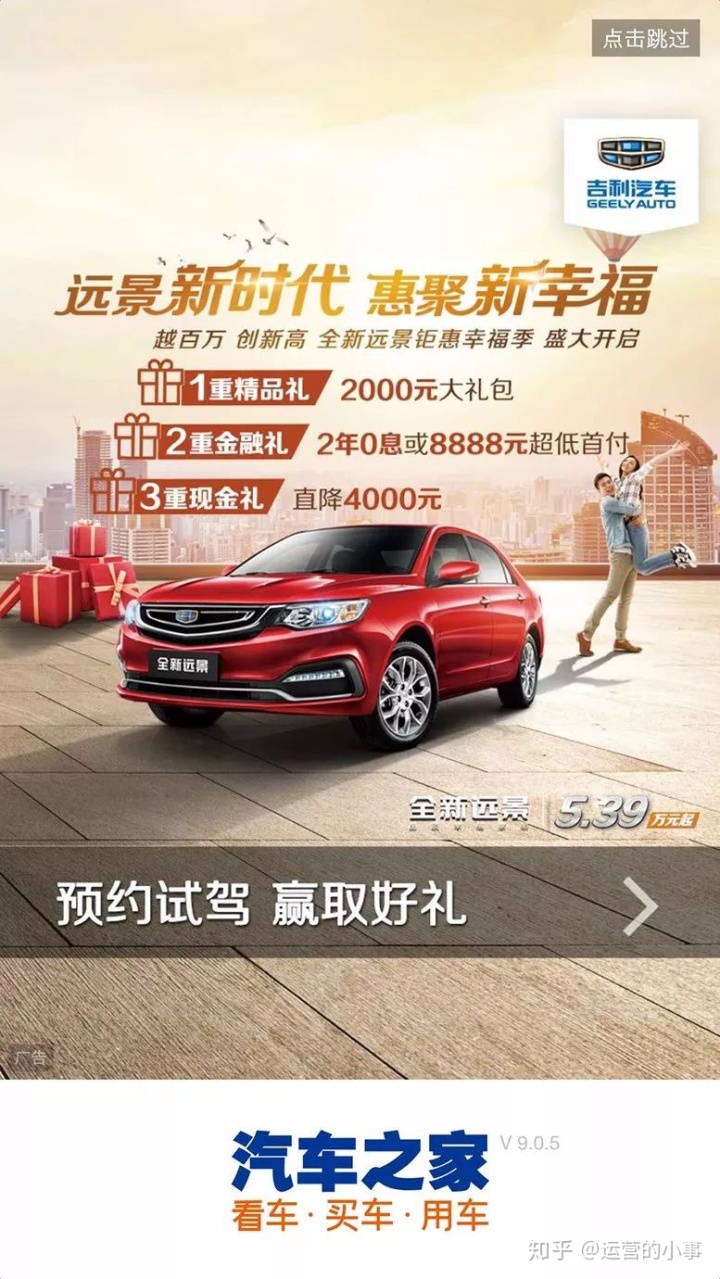 点击跳过
吉利汽车
GEELY AUTO
远景新时代 惠聚新幸福
越百万 创新高 全新远景钜惠幸福季 盛大开启
1重精品礼 2000元大礼包
2重金融礼 2年0息或8888元超低首付
3重现金礼 直降4000元
全新远景
全新远景 5.39万元起
预约试驾 赢取好礼
广告
汽车之家 V 9.0.5
看车·买车·用车
知乎 @运营的小事